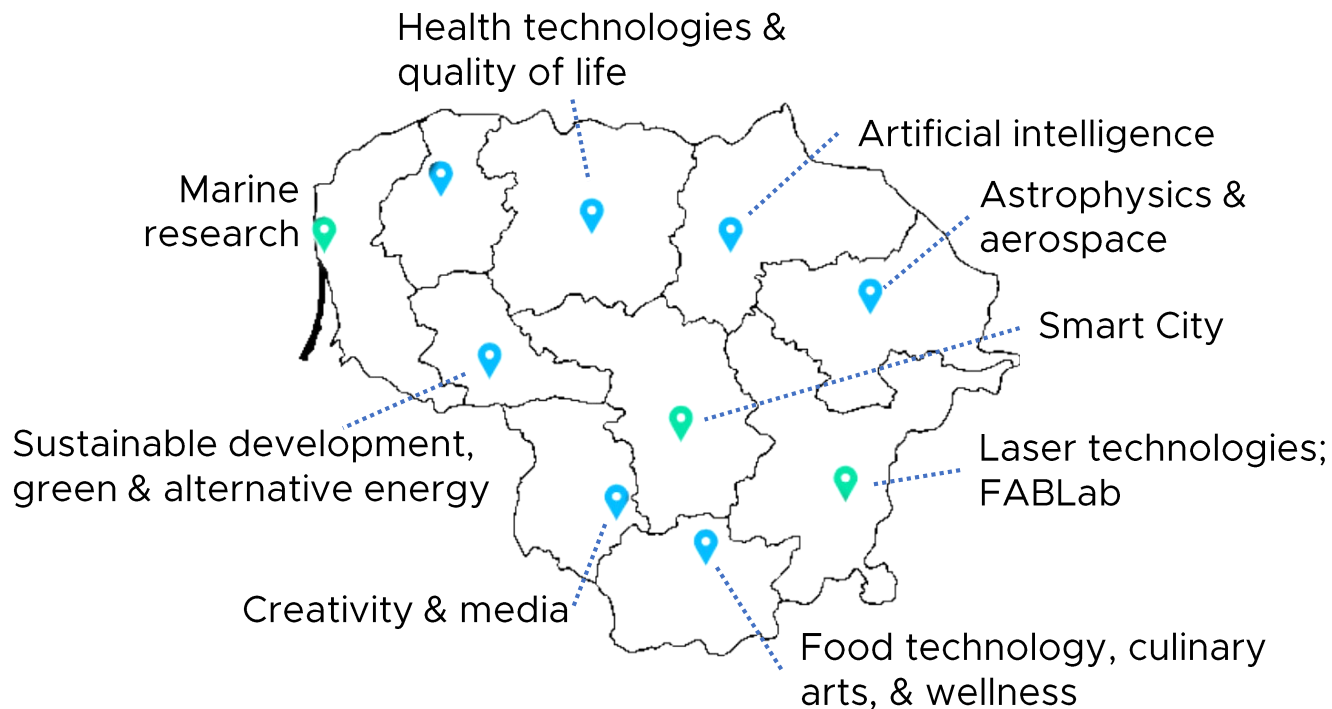 Health technologies &
quality of life
Artificial intelligence
Marine
research
Astrophysics &
aerospace
Smart City
Sustainable development,
green & alternative energy
Laser technologies;
FABLab
Creativity & media
Food technology, culinary
arts, & wellness